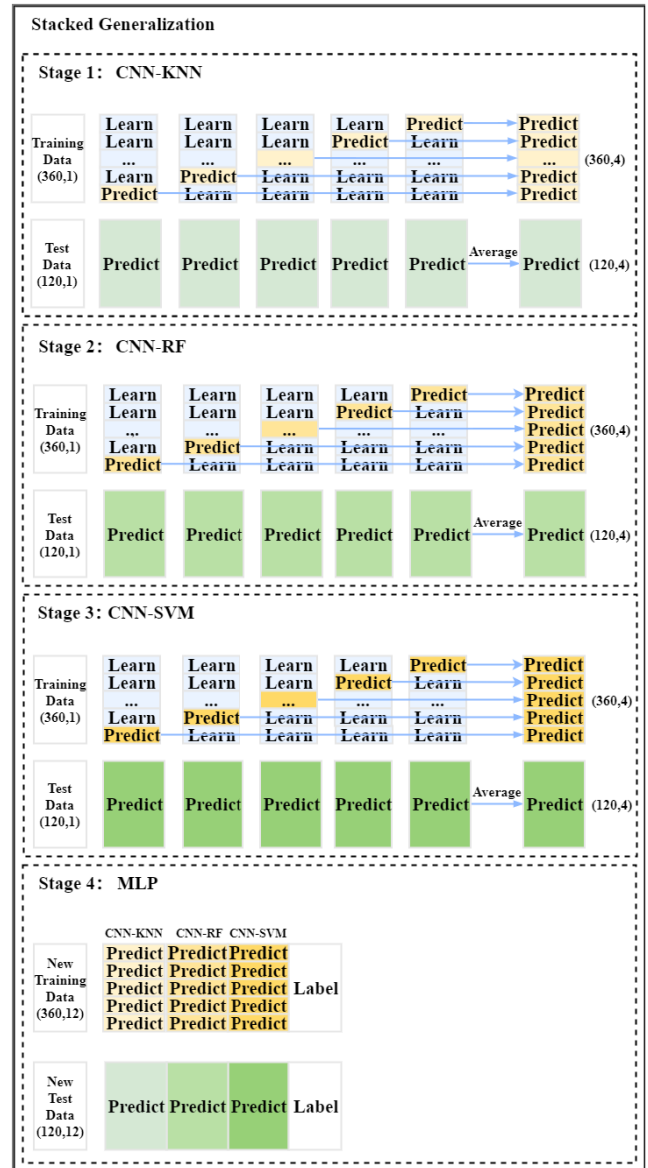 Stacked Generalization
Stage 1: CNN-KNN
Training Data (360,1)
Learn Learn Learn Learn Predict Predict
Learn Learn Learn Predict Learn Predict
... ... ... ... ... ...
Learn Predict Learn Learn Learn Predict
Predict Learn Learn Learn Learn Predict
(360,4)
Test Data (120,1)
Predict Predict Predict Predict Predict Average Predict (120,4)
Stage 2: CNN-RF
Training Data (360,1)
Learn Learn Learn Learn Predict Predict
Learn Learn Learn Predict Learn Predict
... ... ... ... ... Predict
Learn Predict Learn Learn Learn Predict
Predict Learn Learn Learn Learn Predict
(360,4)
Test Data (120,1)
Predict Predict Predict Predict Predict Average Predict (120,4)
Stage 3: CNN-SVM
Training Data (360,1)
Learn Learn Learn Learn Predict Predict
Learn Learn Learn Predict Learn Predict
... ... ... ... ... Predict
Learn Predict Learn Learn Learn Predict
Predict Learn Learn Learn Learn Predict
(360,4)
Test Data (120,1)
Predict Predict Predict Predict Predict Average Predict (120,4)
Stage 4: MLP
CNN-KNN CNN-RF CNN-SVM
New Training Data (360,12)
Predict Predict Predict
Predict Predict Predict
Predict Predict Predict Label
Predict Predict Predict
Predict Predict Predict
New Test Data (120,12)
Predict Predict Predict Label